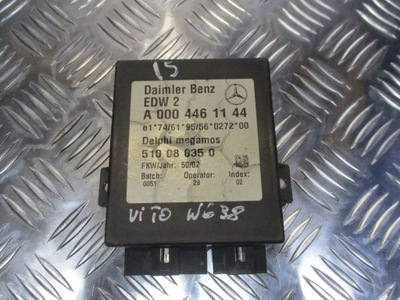 15
Daimler Benz
EDW 2
A 000 446 11 44
e1*74/61*95/56*0272*00
Delphi megamos
510 08 035 0
FKW/Jahr: 50/02
Batch: Operator: Index:
0051 28 02
VITO W638